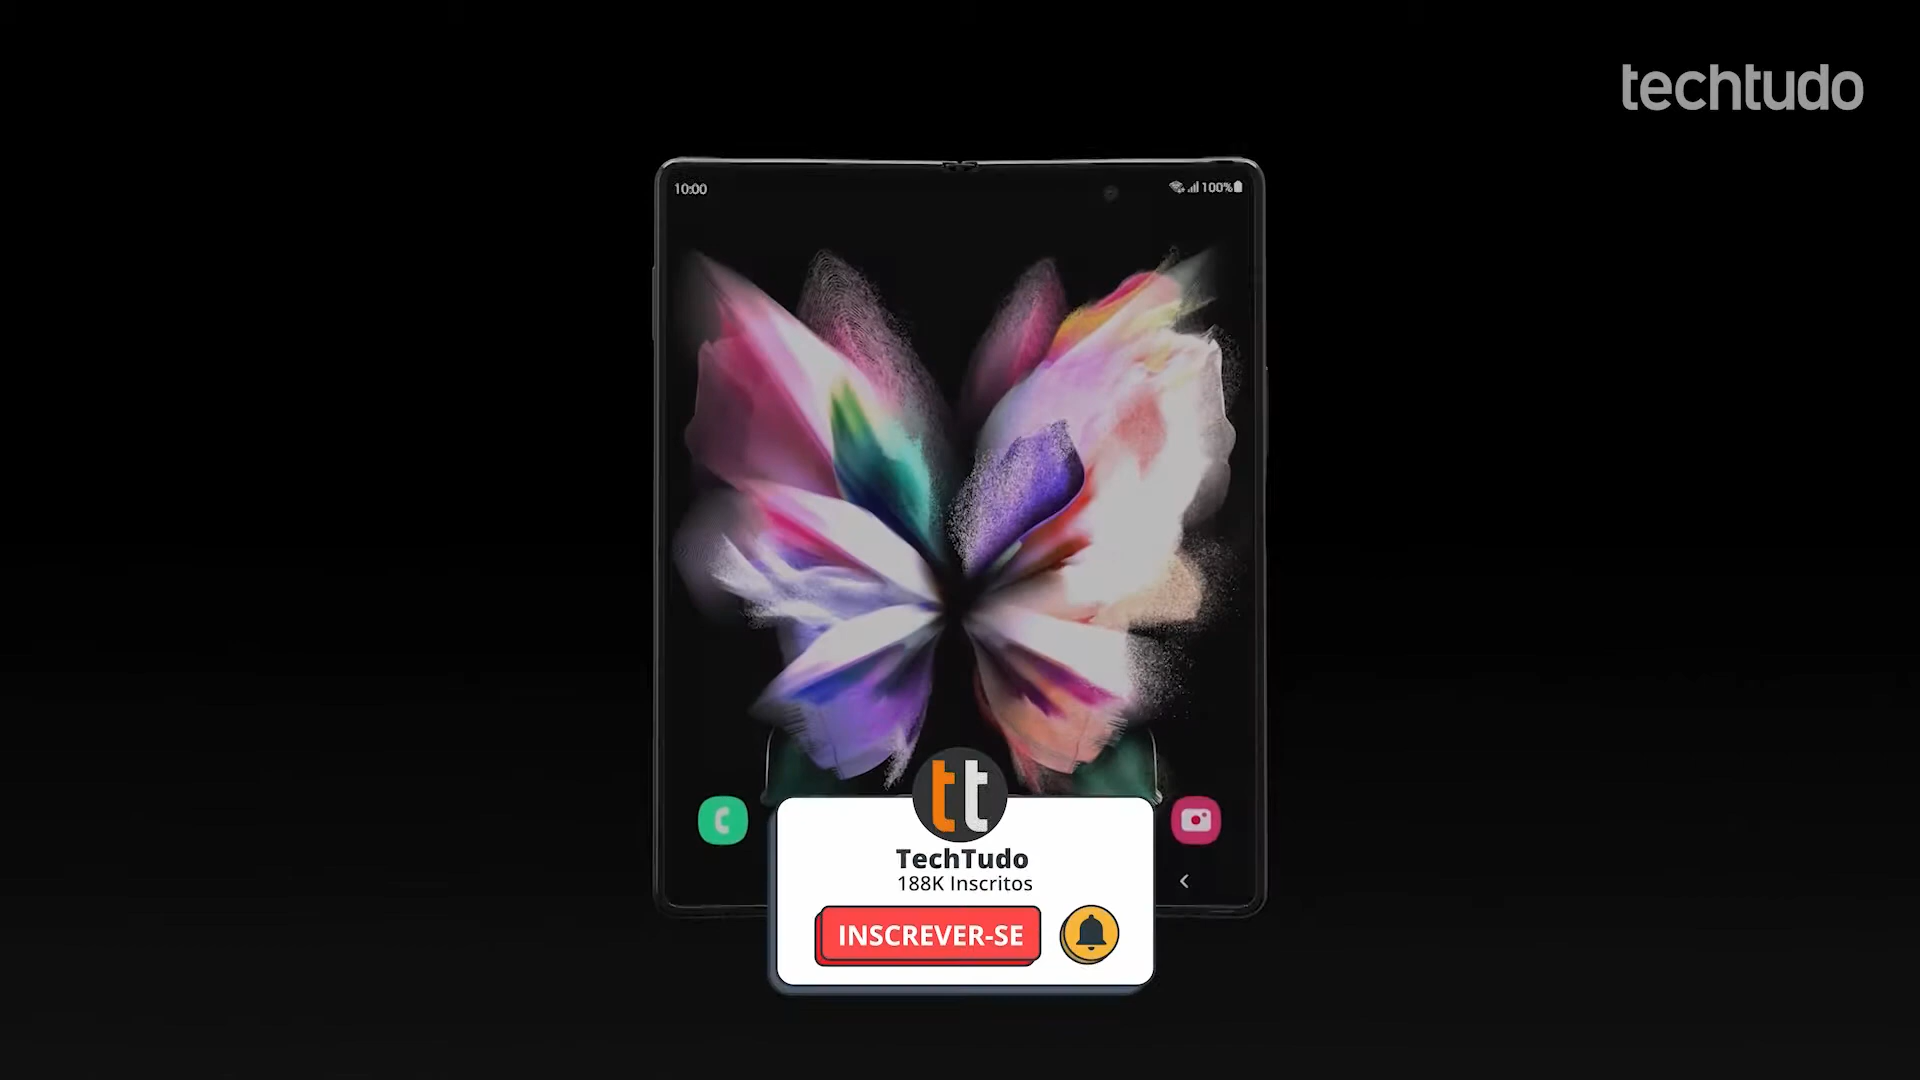 techtudo
10:00
100%
tt
TechTudo
188K Inscritos
INSCREVER-SE